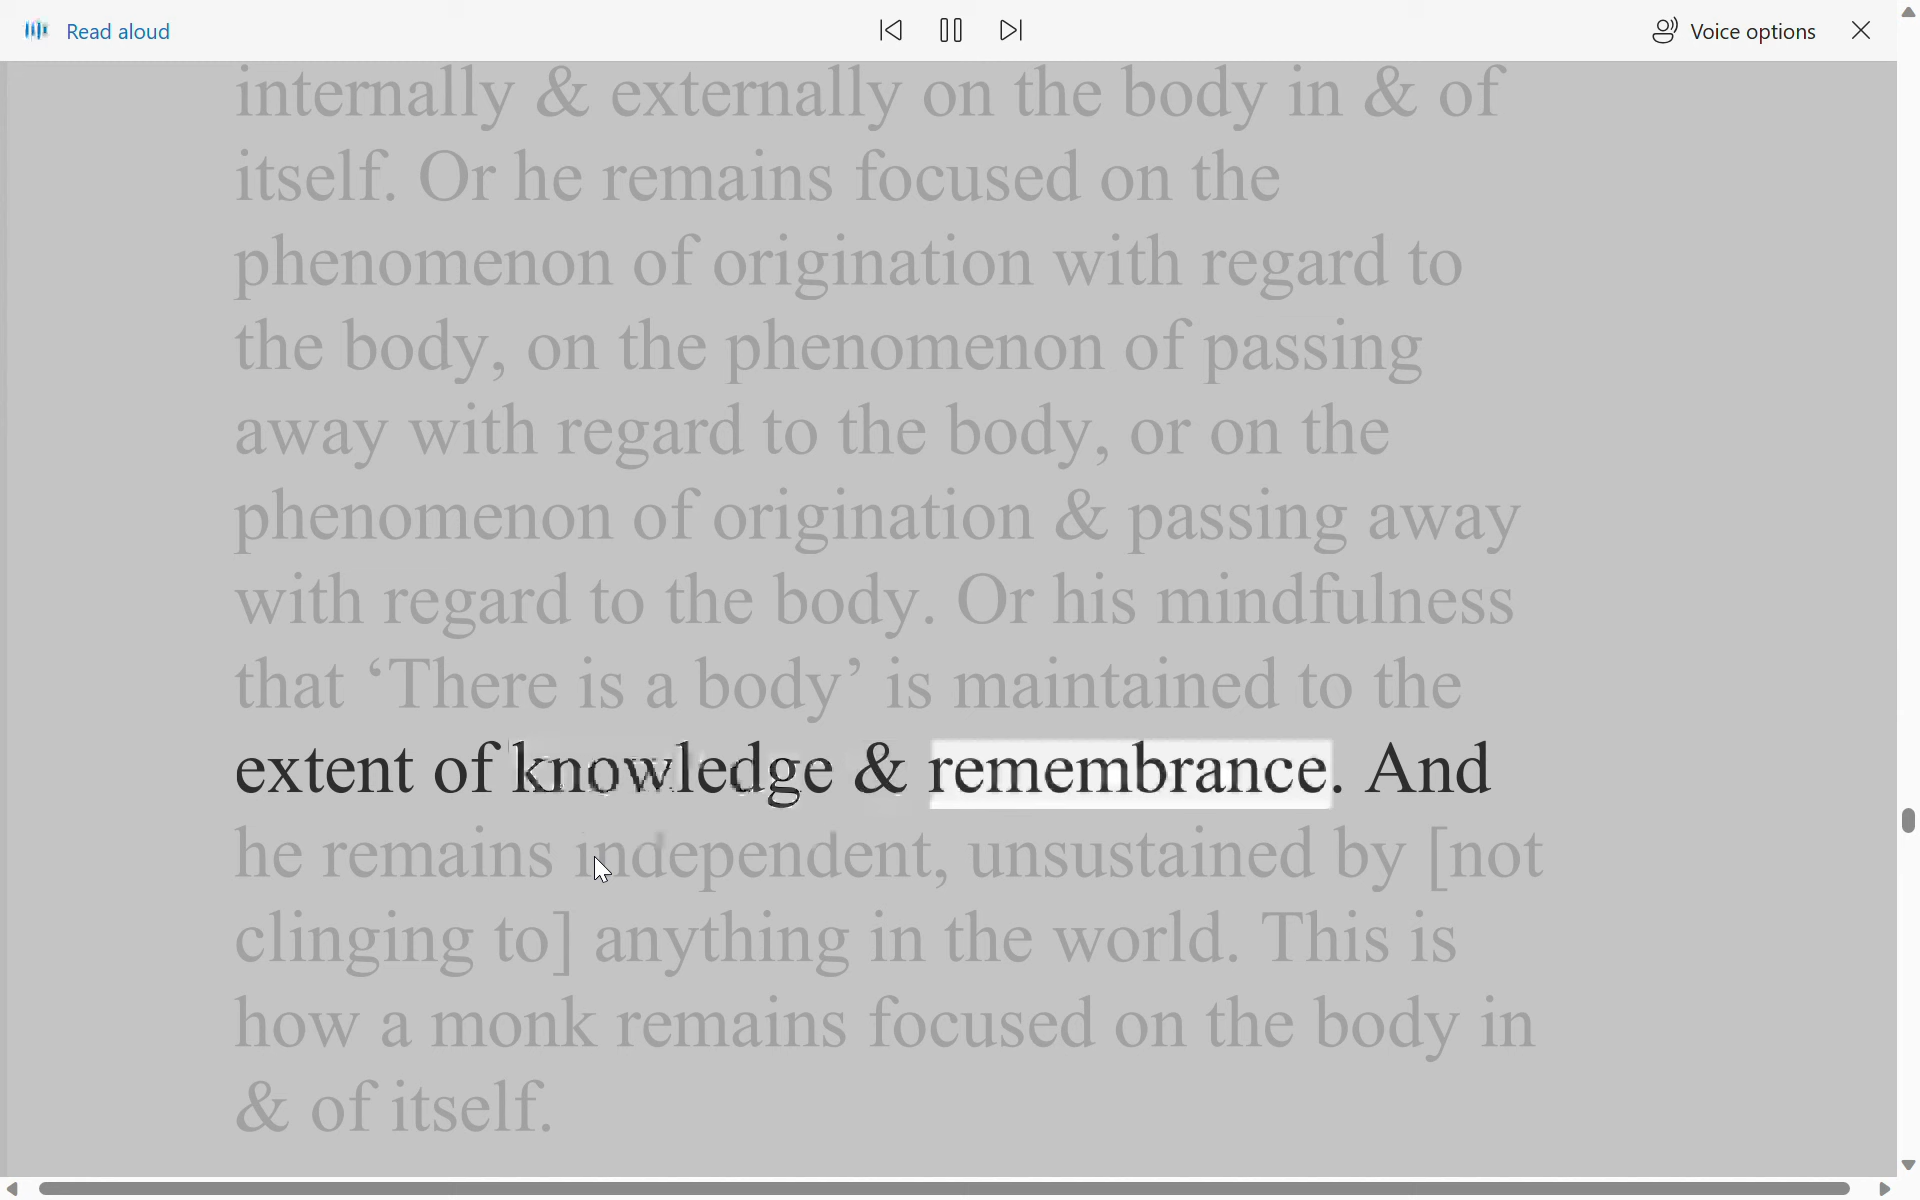 Read aloud
Voice options
internally & externally on the body in & of
itself. Or he remains focused on the
phenomenon of origination with regard to
the body, on the phenomenon of passing
away with regard to the body, or on the
phenomenon of origination & passing away
with regard to the body. Or his mindfulness
that ‘There is a body’ is maintained to the
extent of knowledge & remembrance. And
he remains independent, unsustained by [not
clinging to] anything in the world. This is
how a monk remains focused on the body in
& of itself.